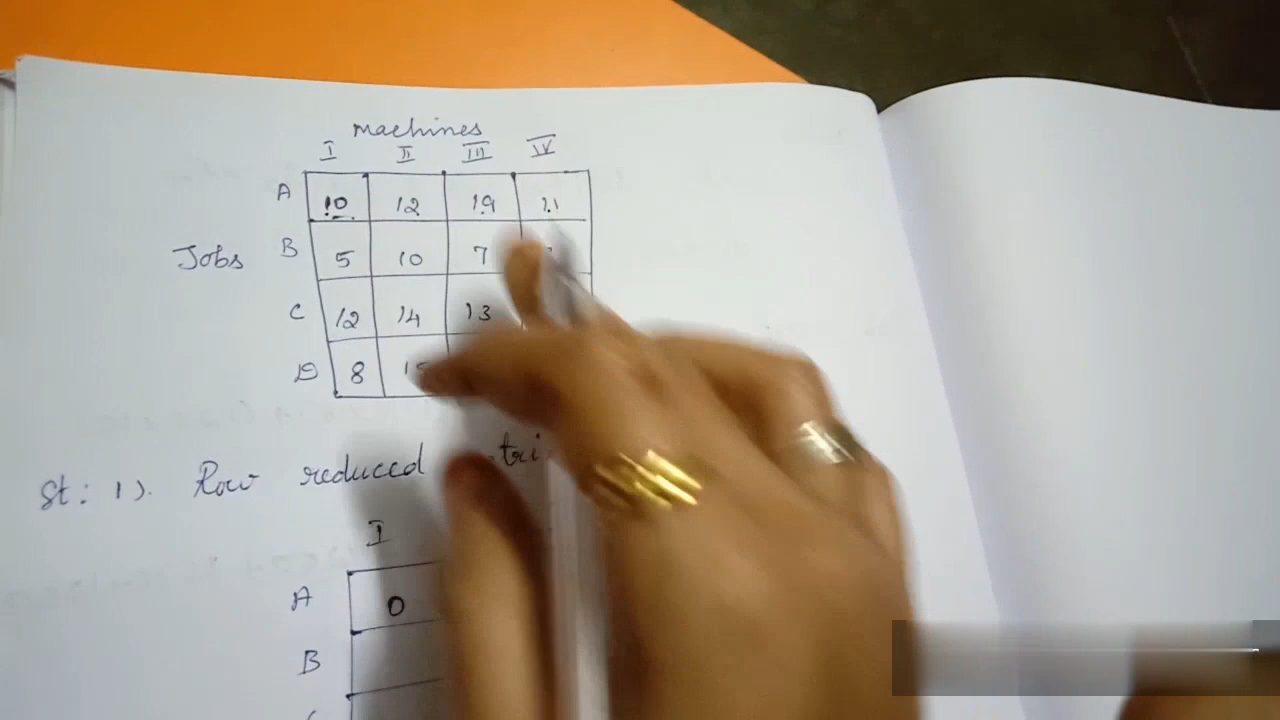 Machines
I II III IV
A 10 12 19 11
Jobs B 5 10 7
C 12 14 13
D 8
St: 1). Row reduced
I
A 0
B